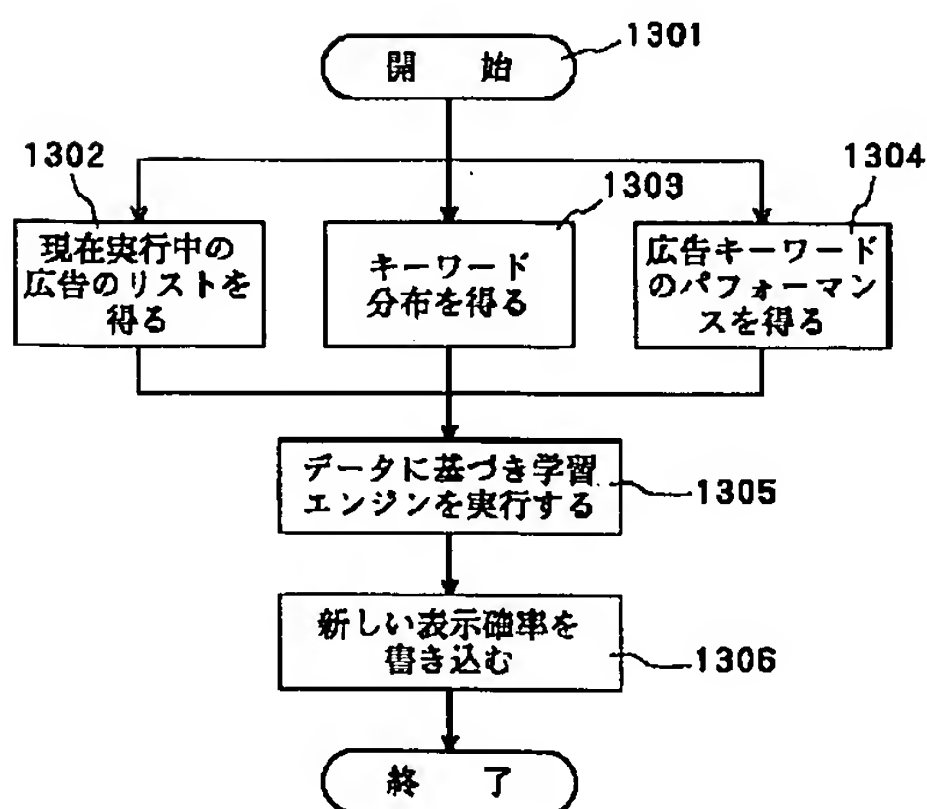 1301
開 始
1302
1303
1304
現在実行中の
広告のリストを
得る
キーワード
分布を得る
広告キーワード
のパフォーマン
スを得る
データに基づき学習
エンジンを実行する
1305
新しい表示確率を
書き込む
1306
終 了